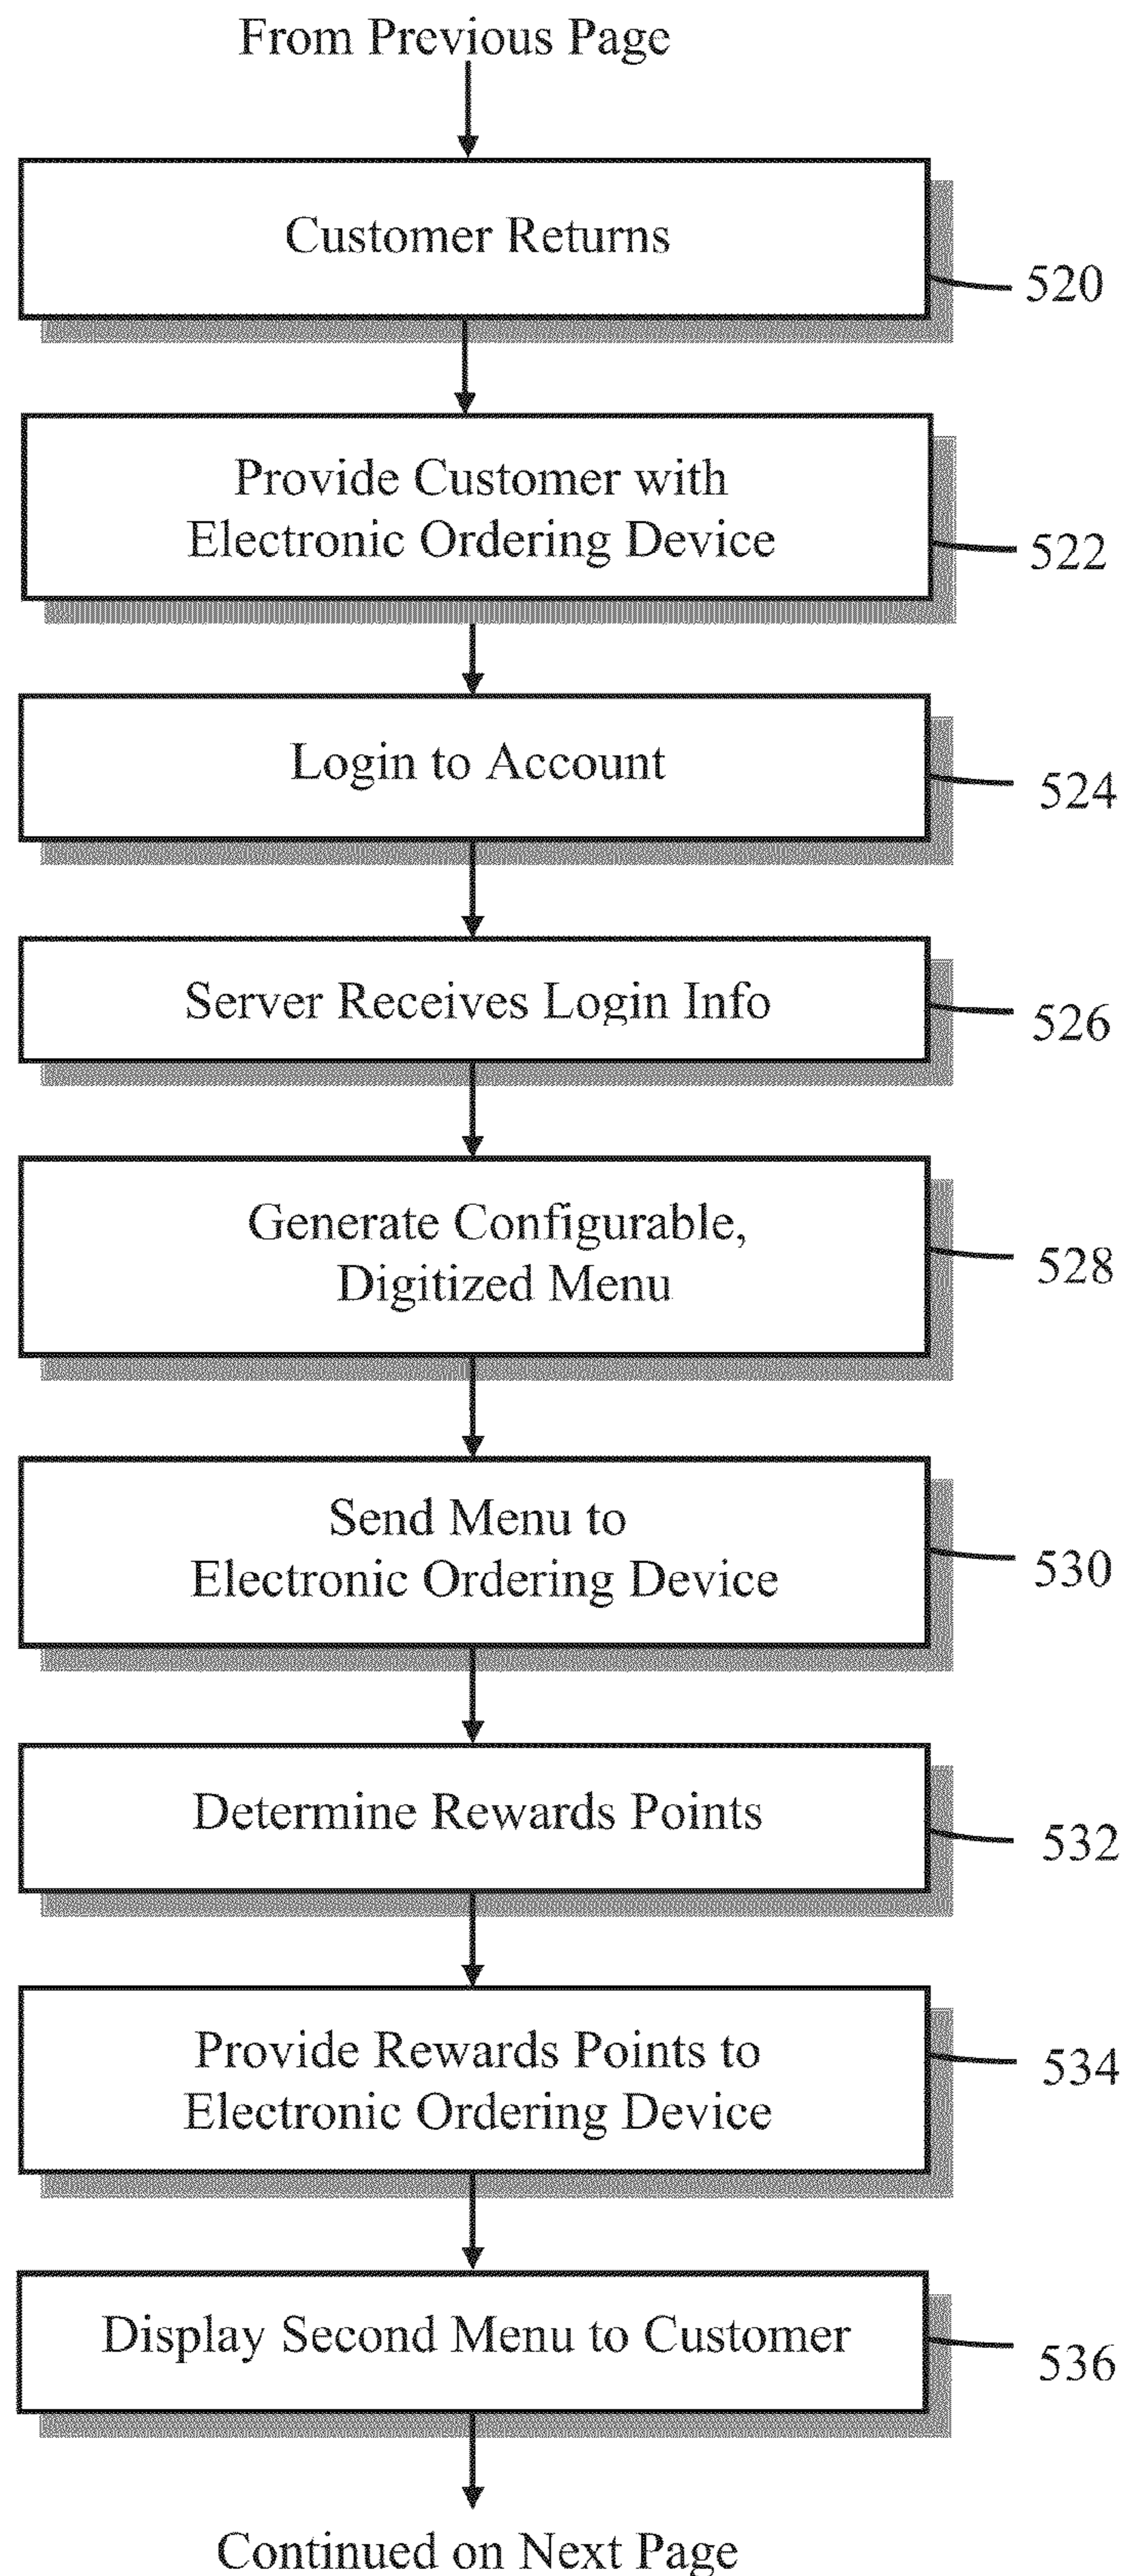 From Previous Page
Customer Returns
520
Provide Customer with
Electronic Ordering Device
522
Login to Account
524
Server Receives Login Info
526
Generate Configurable,
Digitized Menu
528
Send Menu to
Electronic Ordering Device
530
Determine Rewards Points
532
Provide Rewards Points to
Electronic Ordering Device
534
Display Second Menu to Customer
536
Continued on Next Page